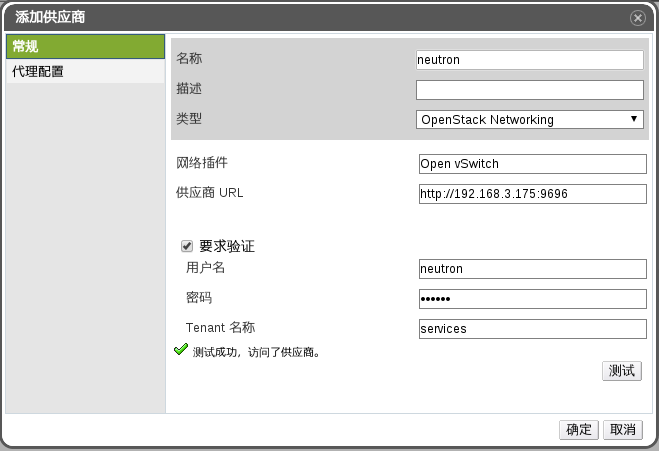 添加供应商
常规
代理配置
名称 neutron
描述
类型 OpenStack Networking
网络插件 Open vSwitch
供应商 URL http://192.168.3.175:9696
要求验证
用户名 neutron
密码 ••••••
Tenant 名称 services
测试成功，访问了供应商。
测试
确定 取消